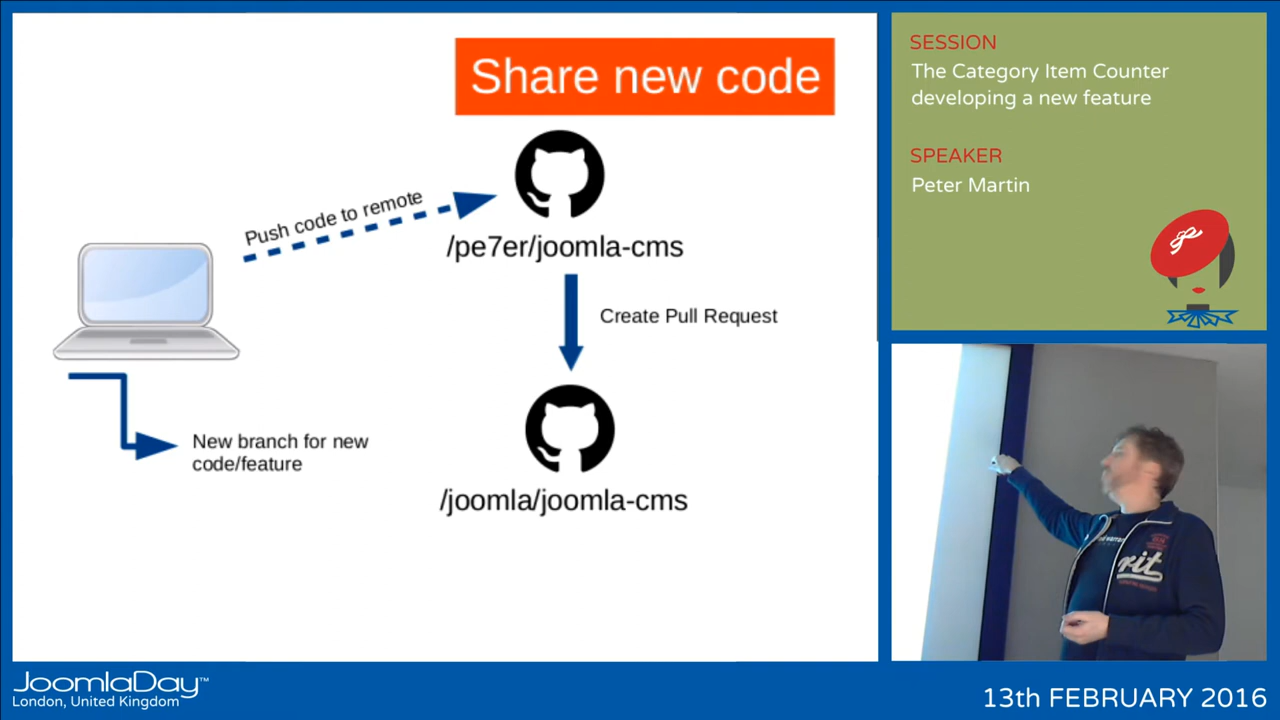 Share new code
Push code to remote
/pe7er/joomla-cms
Create Pull Request
New branch for new
code/feature
/joomla/joomla-cms
SESSION
The Category Item Counter
developing a new feature
SPEAKER
Peter Martin
JoomlaDay™
London, United Kingdom
13th FEBRUARY 2016